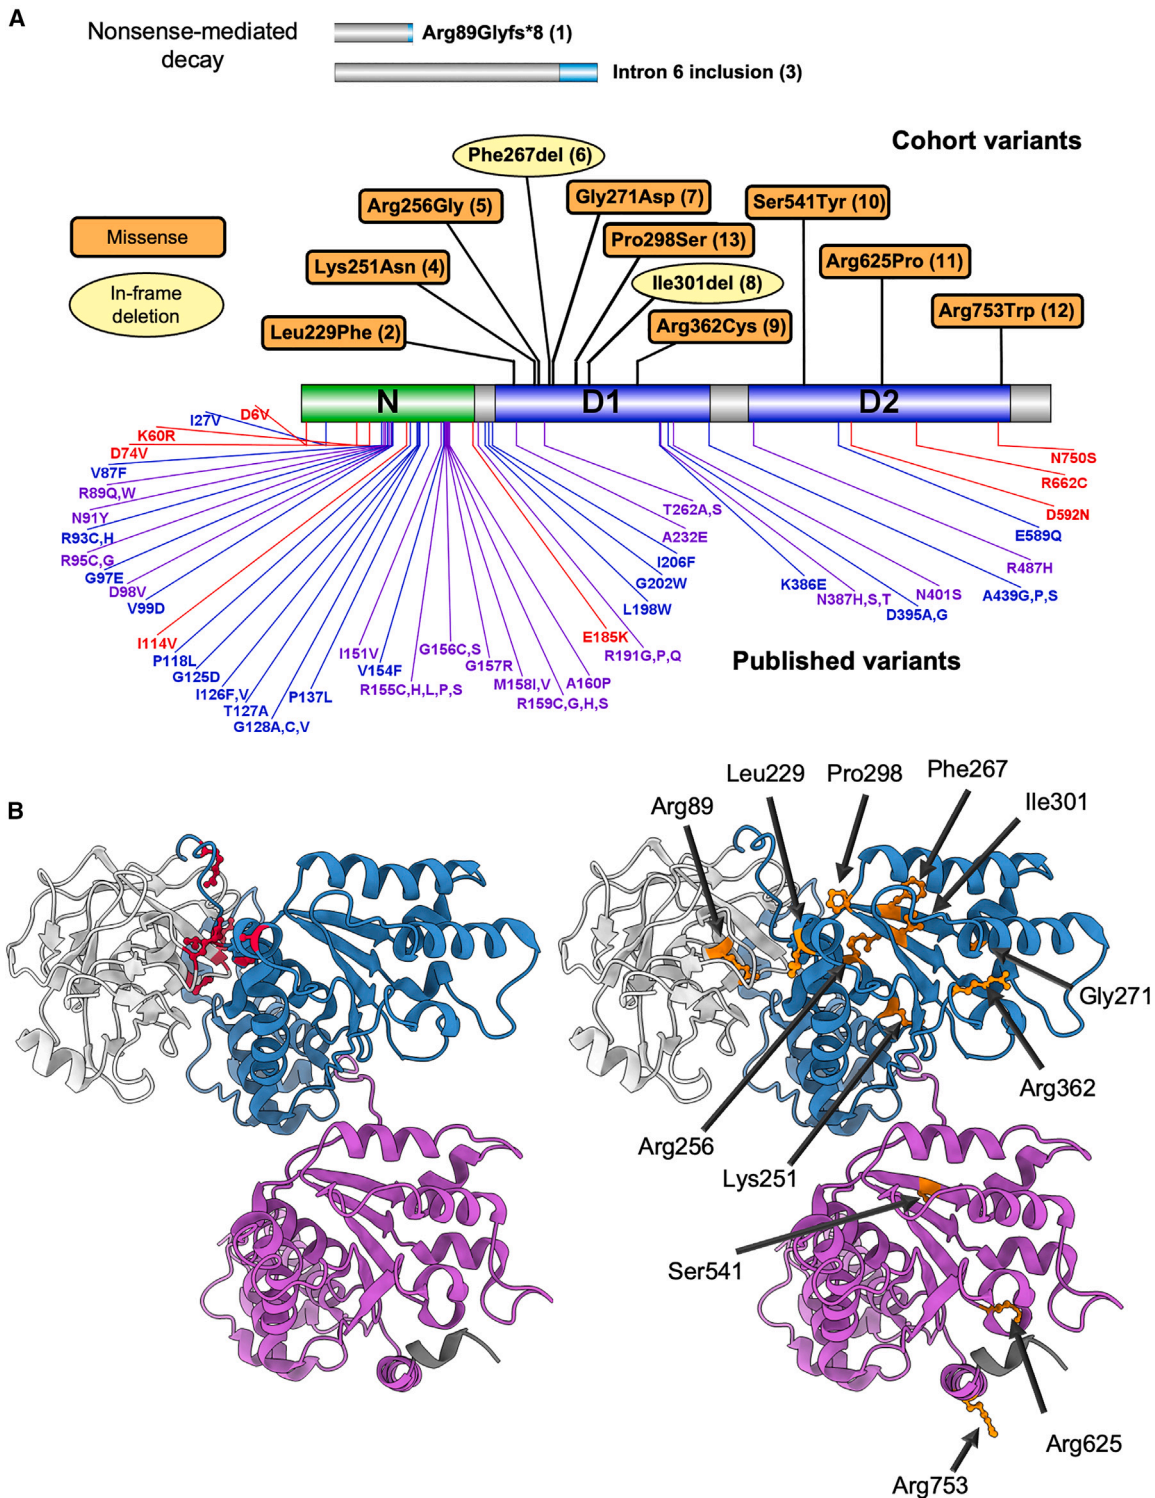 A
Nonsense-mediated
decay
Arg89Glyfs*8 (1)
Intron 6 inclusion (3)
Cohort variants
Phe267del (6)
Arg256Gly (5)
Gly271Asp (7)
Ser541Tyr (10)
Missense
Pro298Ser (13)
Lys251Asn (4)
Arg625Pro (11)
In-frame
deletion
Ile301del (8)
Leu229Phe (2)
Arg362Cys (9)
Arg753Trp (12)
N
D1
D2
I27V
D6V
K60R
D74V
V87F
R89Q,W
N91Y
R93C,H
R95C,G
G97E
D98V
V99D
I114V
P118L
G125D
I126F,V
T127A
G128A,C,V
P137L
I151V
V154F
R155C,H,L,P,S
G156C,S
G157R
M158I,V
R159C,G,H,S
A160P
E185K
R191G,P,Q
L198W
G202W
I206F
A232E
T262A,S
K386E
N387H,S,T
D395A,G
N401S
A439G,P,S
R487H
E589Q
D592N
R662C
N750S
Published variants
B
Leu229
Pro298
Phe267
Arg89
Ile301
Gly271
Arg362
Arg256
Lys251
Ser541
Arg625
Arg753